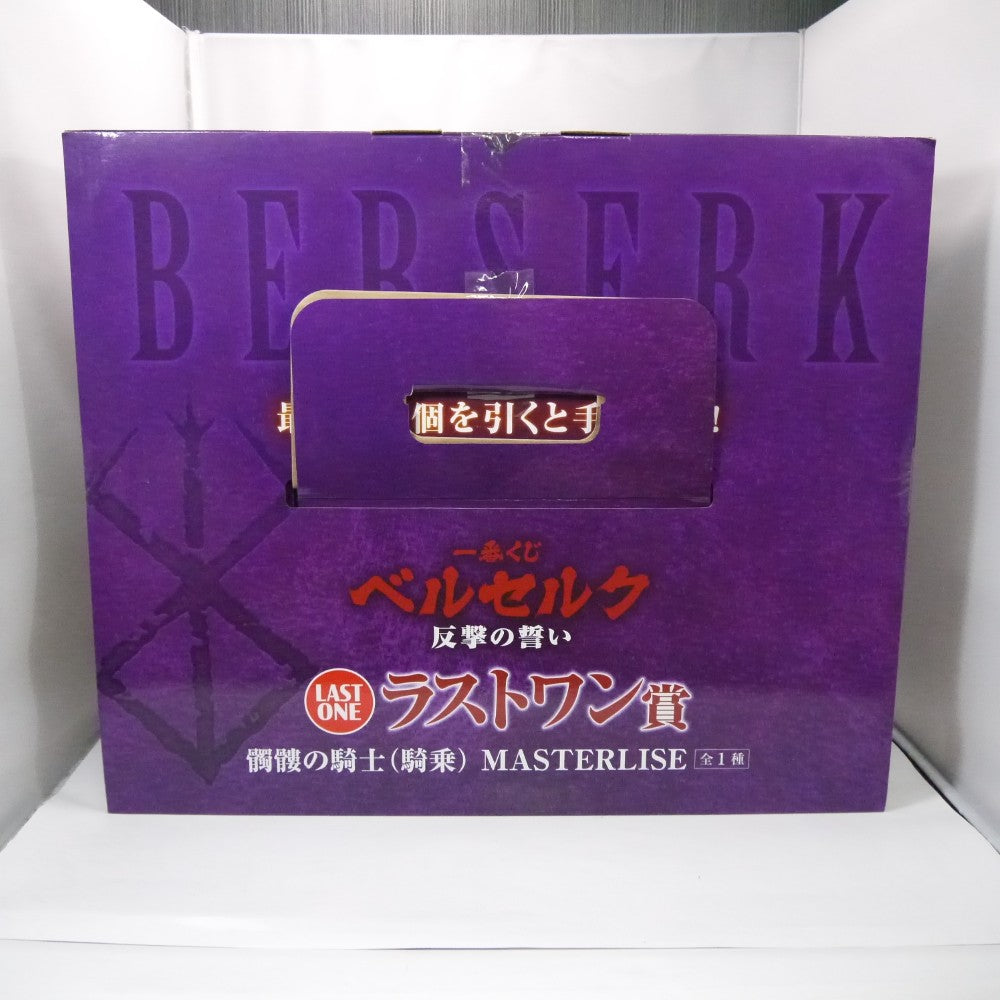 BERSERK
最 個を引くと手 !
一番くじ
ベルセルク
反撃の誓い
LAST ONE ラストワン賞
髑髏の騎士(騎乗) MASTERLISE 全1種